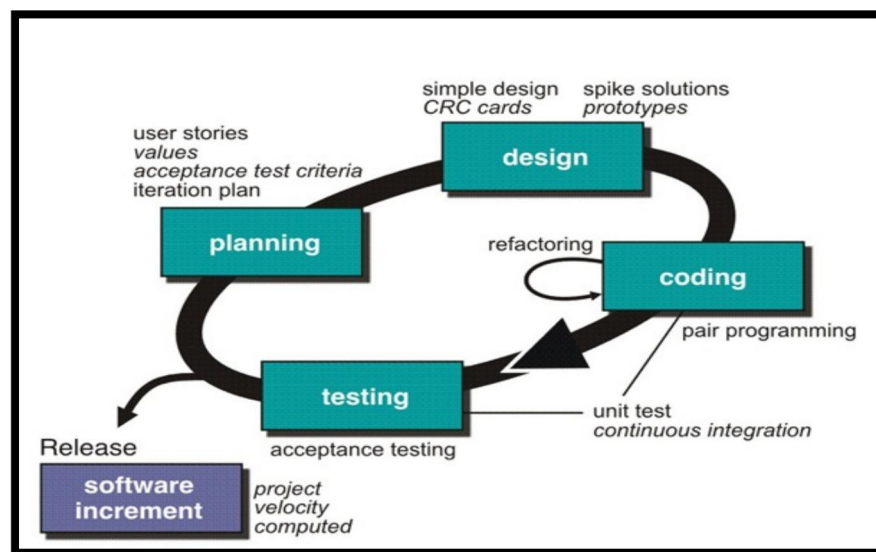 simple design
CRC cards
spike solutions
prototypes
design
user stories
values
acceptance test criteria
iteration plan
planning
refactoring
coding
pair programming
testing
acceptance testing
unit test
continuous integration
Release
software
increment
project
velocity
computed